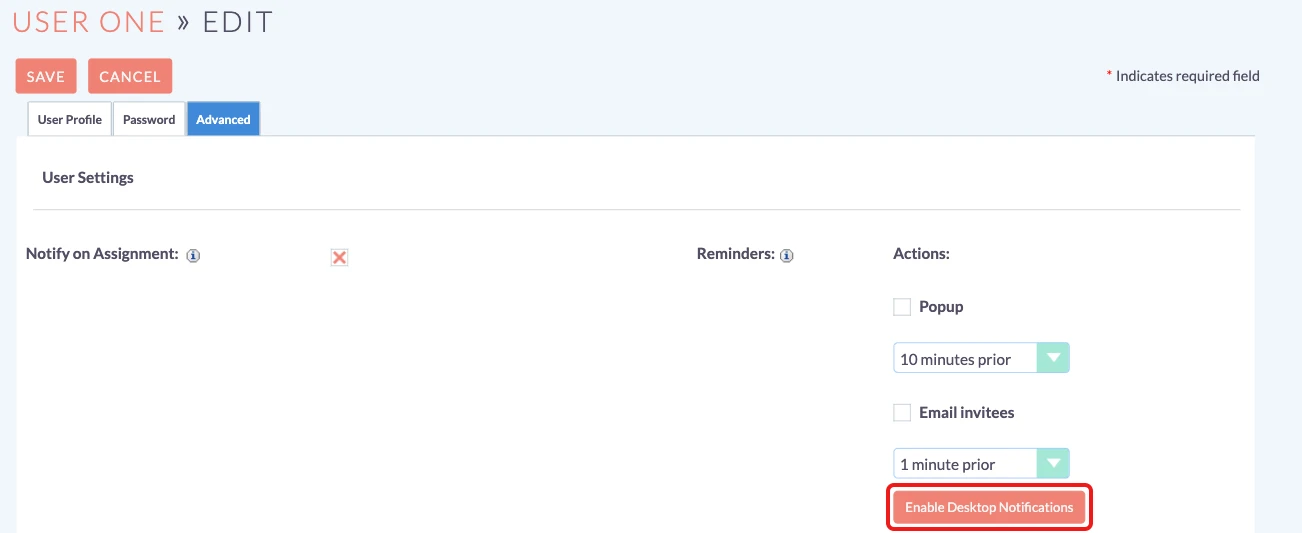 USER ONE » EDIT
SAVE CANCEL
* Indicates required field
User Profile Password Advanced
User Settings
Notify on Assignment:
Reminders:
Actions:
Popup
10 minutes prior
Email invitees
1 minute prior
Enable Desktop Notifications